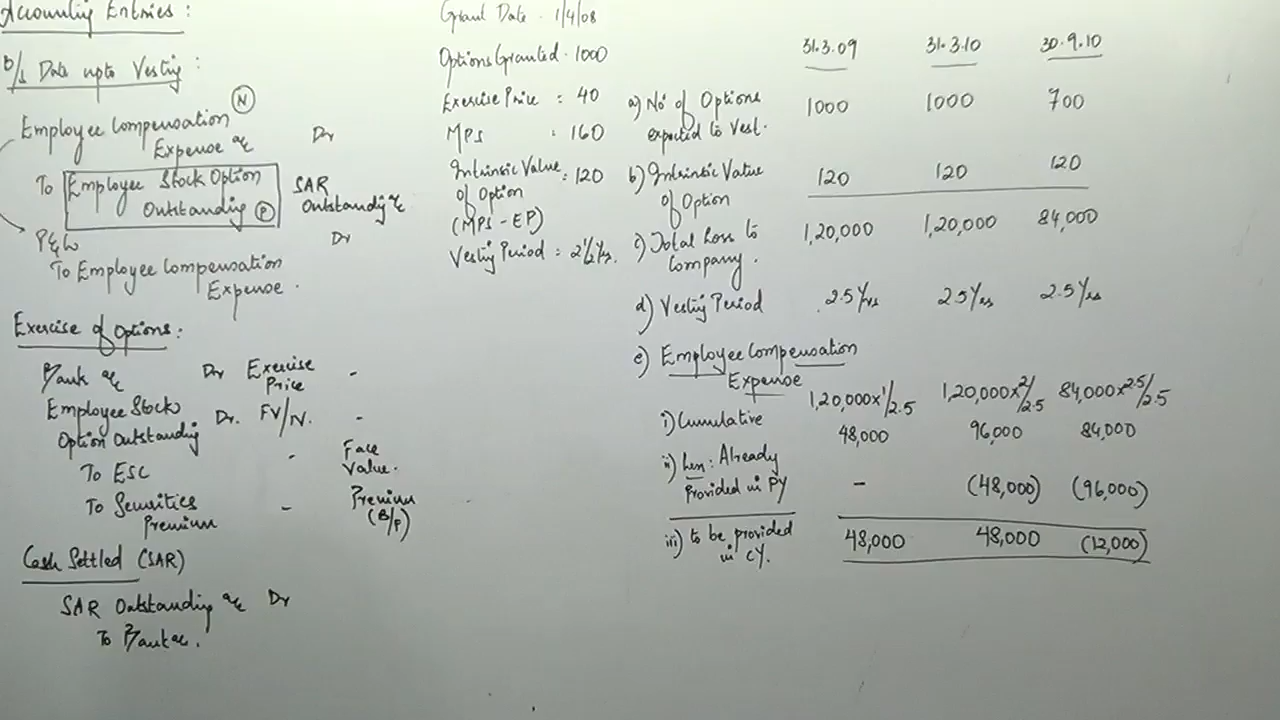 Accounting Entries:
B/s Date upto Vesting:
Employee Compensation (N)
Expense a/c Dr
To Employee Stock Option
Outstanding (P)
SAR
Outstanding a/c
P&L Dr
To Employee Compensation
Expense.
Exercise of Options:
Bank a/c Dr Exercise Price -
Employee Stock
Option Outstanding Dr. FV/IV. -
To ESC - Face Value.
To Securities
Premium - Premium
(B/F)
Cash Settled (SAR)
SAR Outstanding a/c Dr
To Bank a/c.
Grant Date - 1/4/08
Options Granted - 1000
Exercise Price : 40
MPS : 160
Intrinsic Value
of Option : 120
(MPS - EP)
Vesting Period = 2½ Yrs.
31.3.09 31.3.10 30.9.10
a) No of Options 1000 1000 700
expected to Vest.
b) Intrinsic Value 120 120 120
of Option
c) Total Loss to 1,20,000 1,20,000 84,000
Company.
d) Vesting Period 2.5 Yrs 2.5 Yrs 2.5 Yrs
e) Employee Compensation
Expense
1,20,000x1/2.5 1,20,000x2/2.5 84,000x2.5/2.5
i) Cumulative 48,000 96,000 84,000
ii) Less: Already
Provided in PY - (48,000) (96,000)
iii) to be provided 48,000 48,000 (12,000)
in CY.